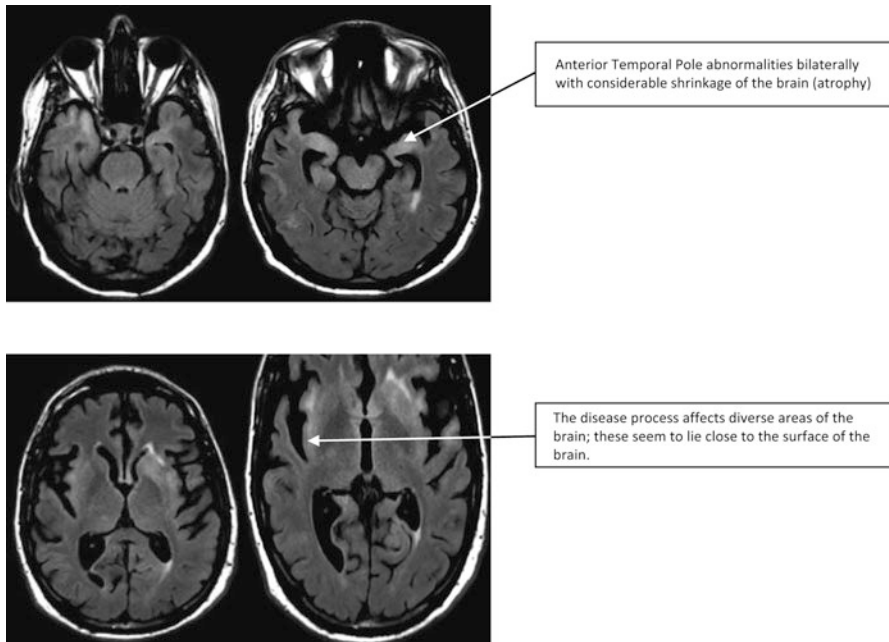 Anterior Temporal Pole abnormalities bilaterally
with considerable shrinkage of the brain (atrophy)
The disease process affects diverse areas of the
brain; these seem to lie close to the surface of the
brain.